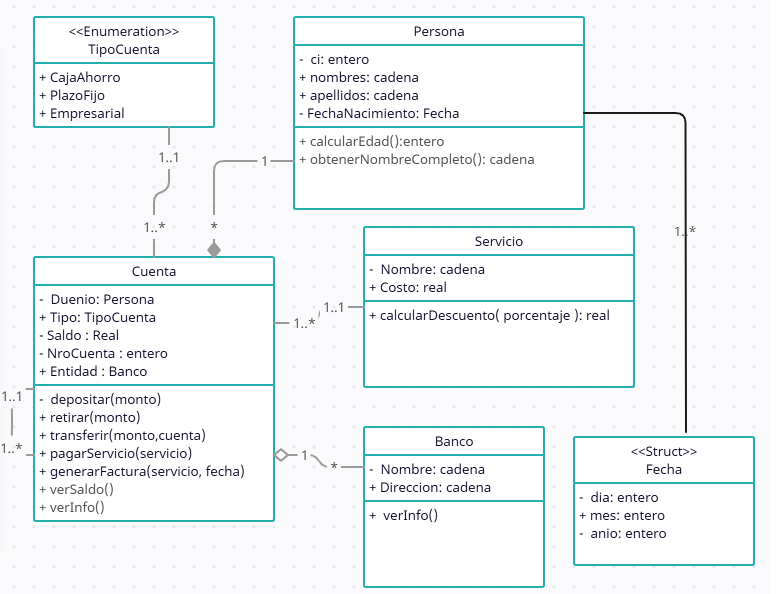 <<Enumeration>>
TipoCuenta
+ CajaAhorro
+ PlazoFijo
+ Empresarial
Persona
- ci: entero
+ nombres: cadena
+ apellidos: cadena
- FechaNacimiento: Fecha
+ calcularEdad():entero
+ obtenerNombreCompleto(): cadena
1..1
1
1..*
*
1..*
Cuenta
- Duenio: Persona
+ Tipo: TipoCuenta
- Saldo : Real
- NroCuenta : entero
+ Entidad : Banco
- depositar(monto)
+ retirar(monto)
+ transferir(monto,cuenta)
+ pagarServicio(servicio)
+ generarFactura(servicio, fecha)
+ verSaldo()
+ verInfo()
1..1
1..*
Servicio
- Nombre: cadena
+ Costo: real
+ calcularDescuento( porcentaje ): real
1..1
1..*
Banco
- Nombre: cadena
+ Direccion: cadena
+ verInfo()
1
*
<<Struct>>
Fecha
- dia: entero
+ mes: entero
- anio: entero